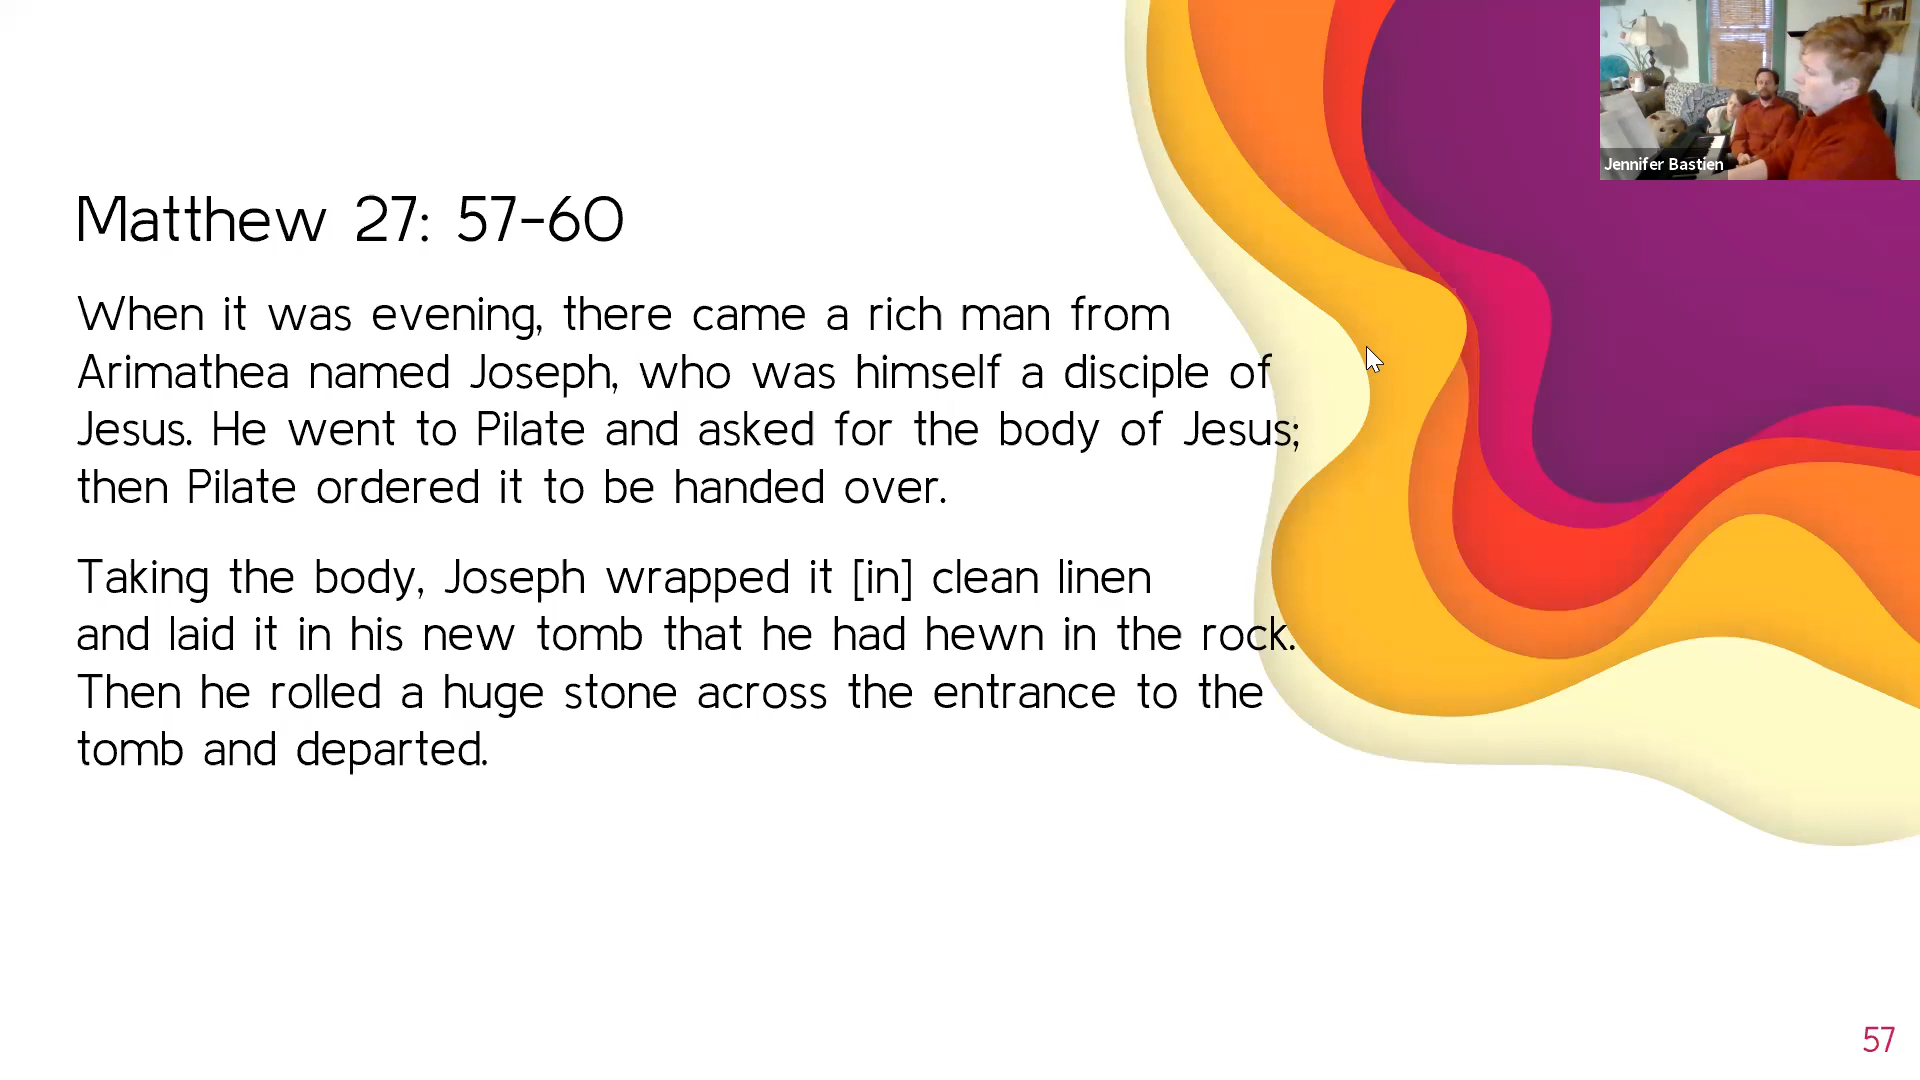 Jennifer Bastien
Matthew 27: 57-60
When it was evening, there came a rich man from
Arimathea named Joseph, who was himself a disciple of
Jesus. He went to Pilate and asked for the body of Jesus;
then Pilate ordered it to be handed over.
Taking the body, Joseph wrapped it [in] clean linen
and laid it in his new tomb that he had hewn in the rock.
Then he rolled a huge stone across the entrance to the
tomb and departed.
57